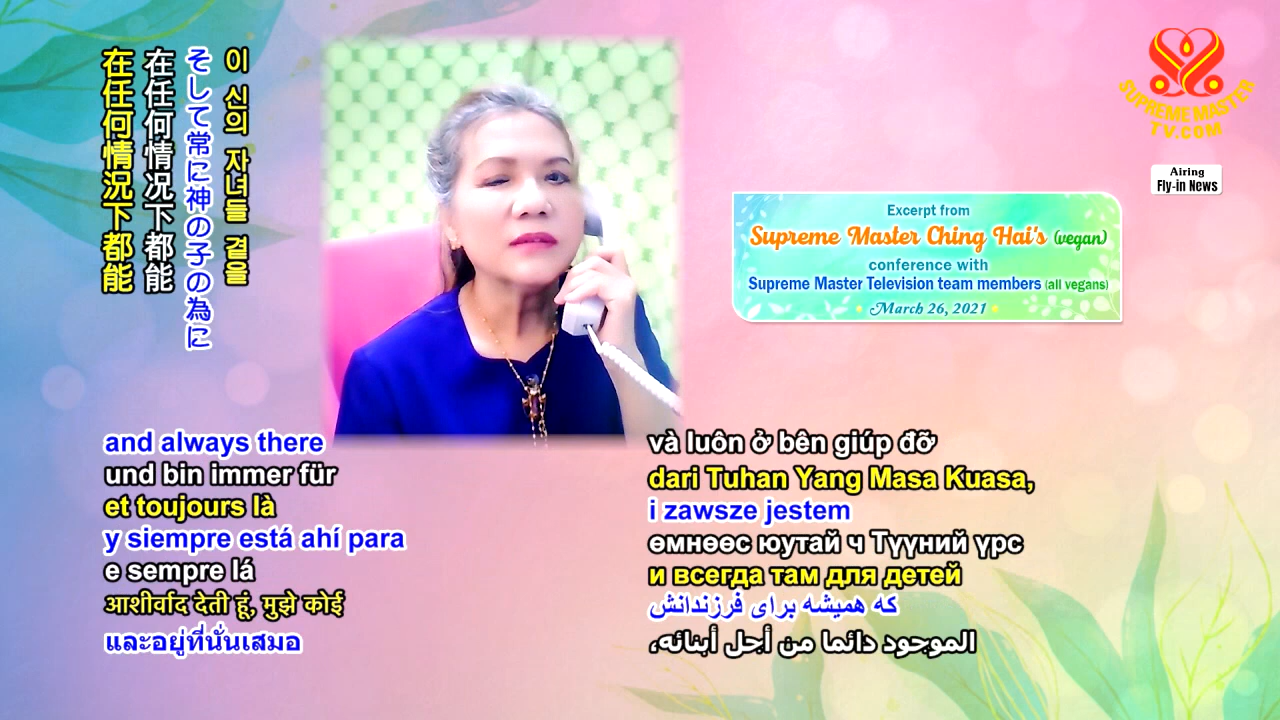 在任何情況下都能
在任何情况下都能
そして常に神の子の為に
이 신의 자녀들 곁을
SUPREME MASTER
TV.COM
Airing
Fly-in News
Excerpt from
Supreme Master Ching Hai's (vegan)
conference with
Supreme Master Television team members (all vegans)
March 26, 2021
and always there
und bin immer für
et toujours là
y siempre está ahí para
e sempre lá
आशीर्वाद देती हूं, मुझे कोई
และอยู่ที่นั่นเสมอ
và luôn ở bên giúp đỡ
dari Tuhan Yang Masa Kuasa,
i zawsze jestem
өмнөөс юутай ч Түүний үрс
и всегда там для детей
که همیشه برای فرزندانش
الموجود دائما من أجل أبنائه،